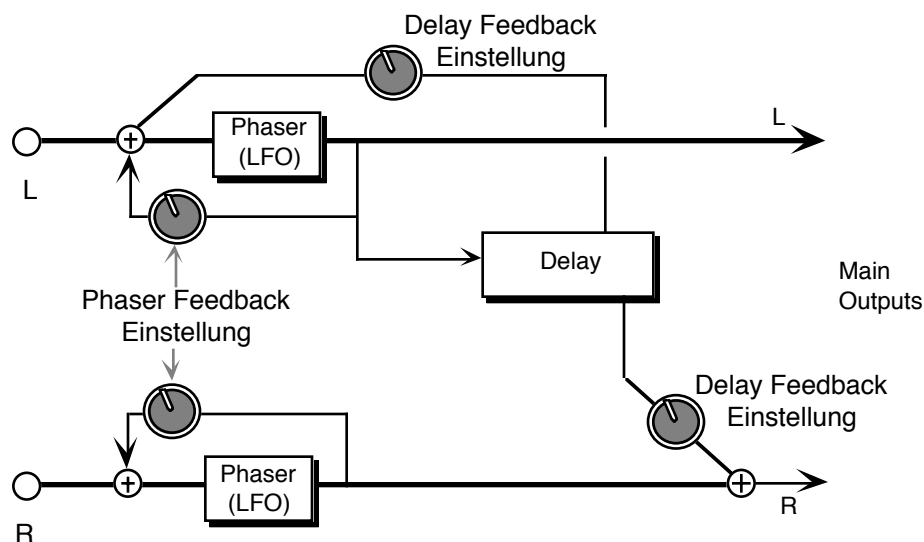 Delay Feedback
Einstellung
L
Phaser
(LFO)
L
Delay
Main
Outputs
Phaser Feedback
Einstellung
Delay Feedback
Einstellung
Phaser
(LFO)
R
R